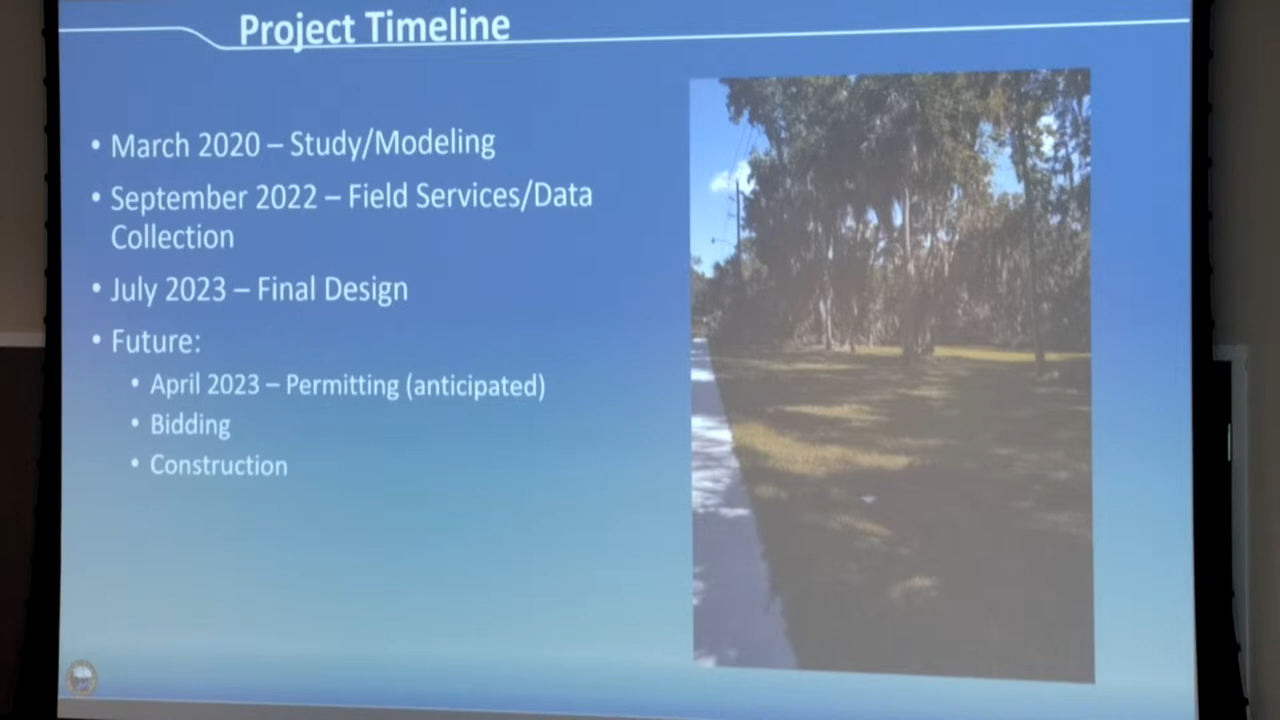 Project Timeline
• March 2020 – Study/Modeling
• September 2022 – Field Services/Data
Collection
• July 2023 – Final Design
• Future:
• April 2023 – Permitting (anticipated)
• Bidding
• Construction